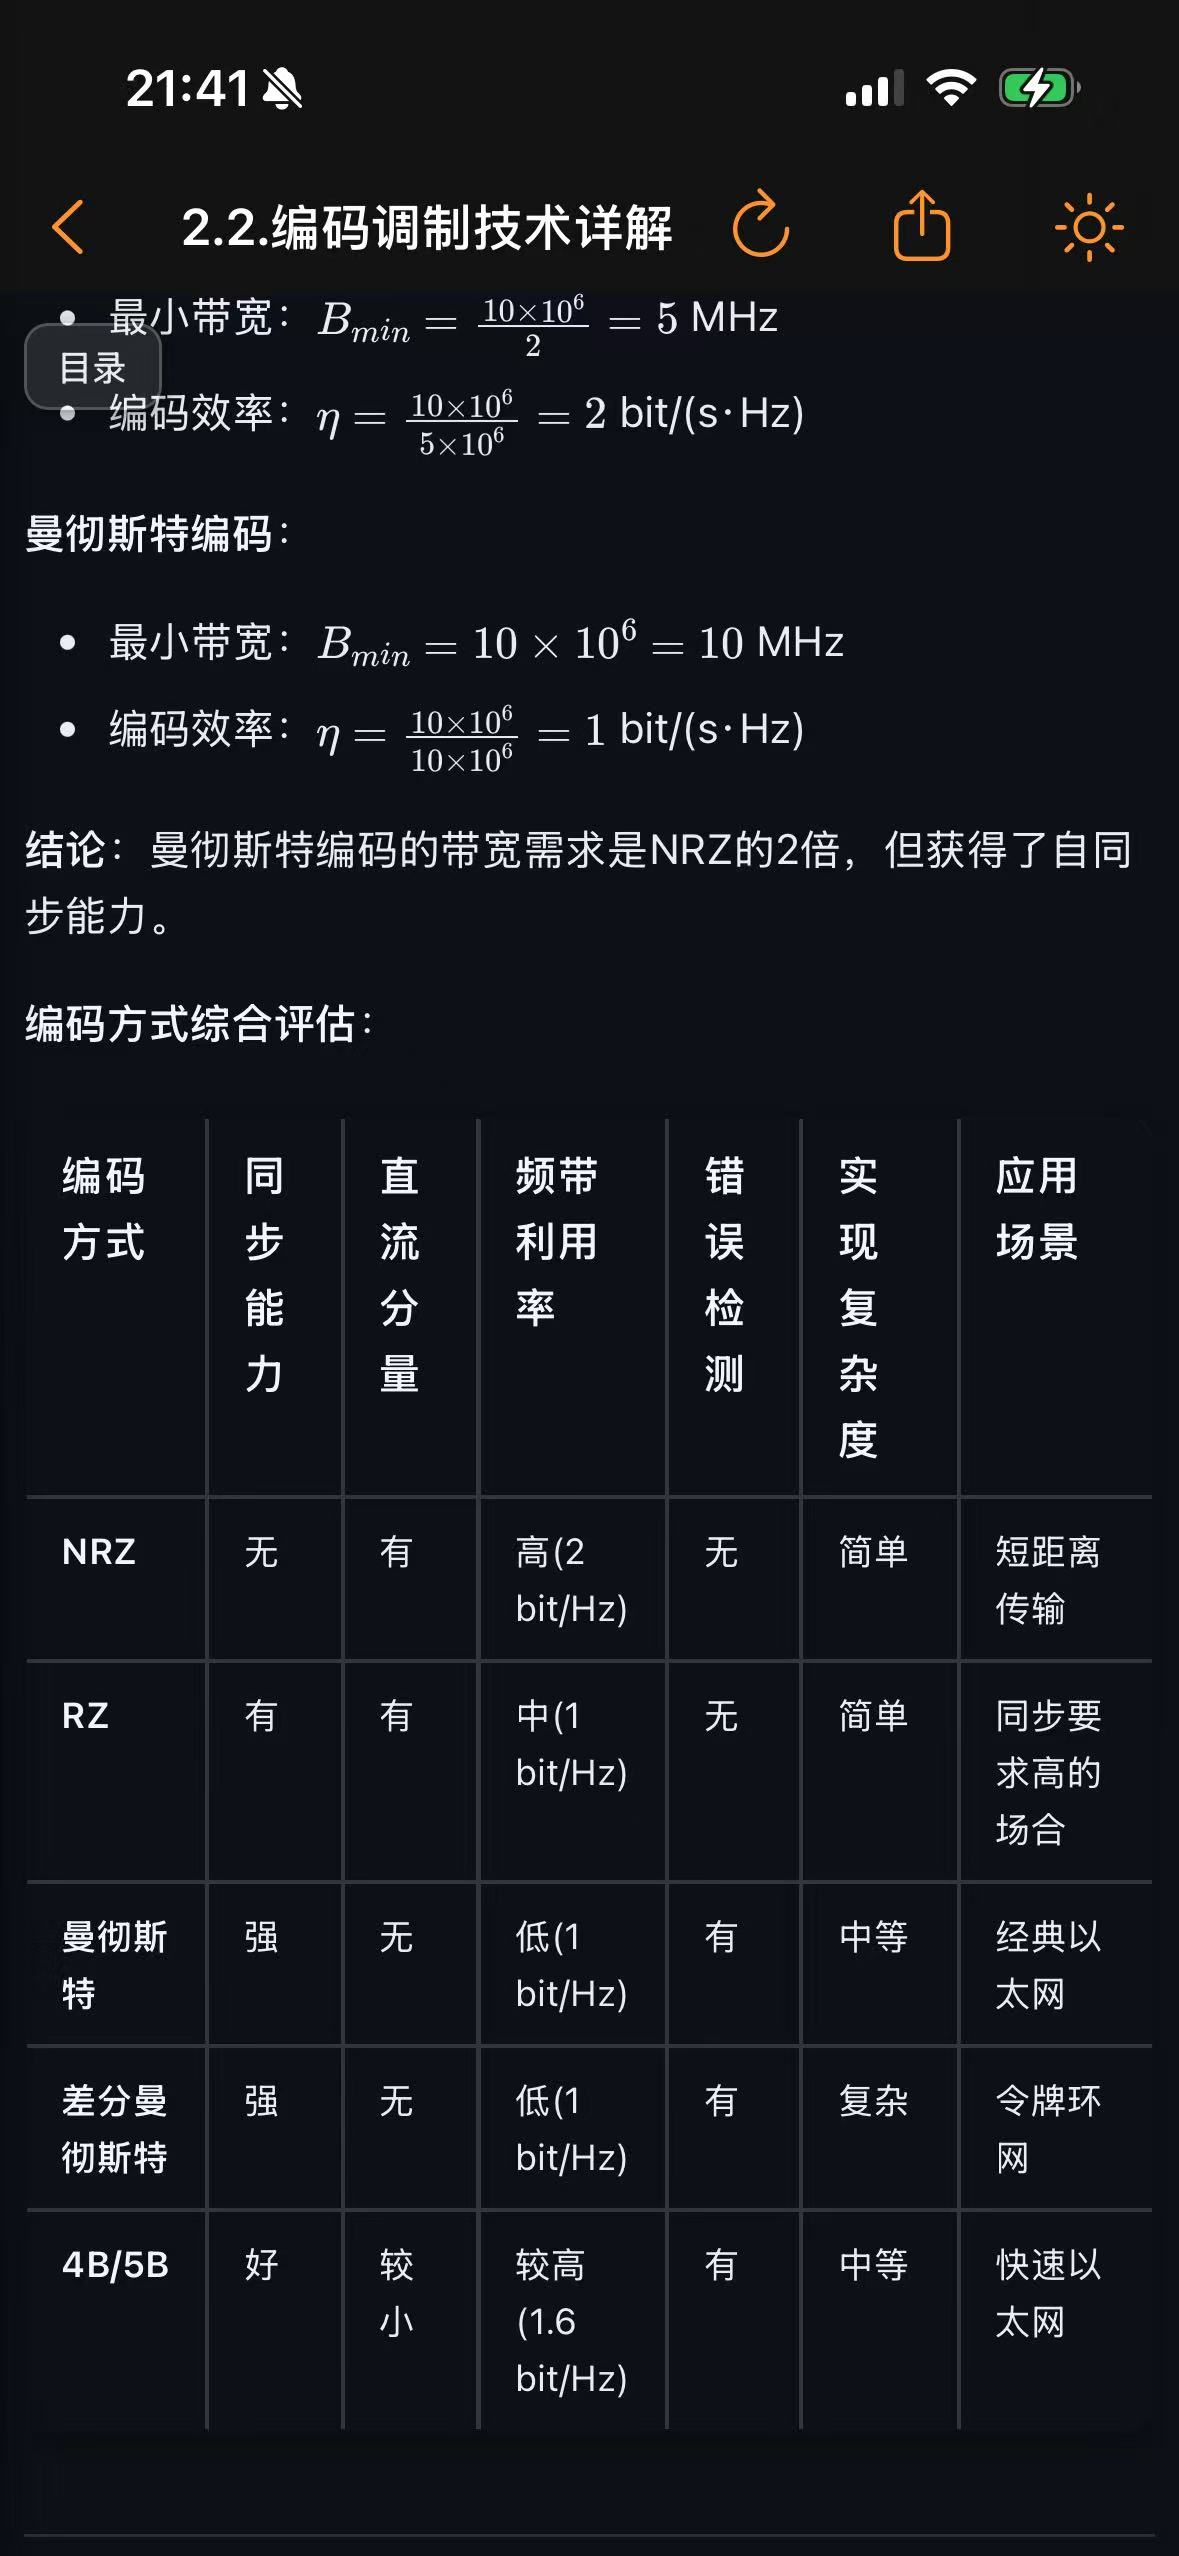 21:41
2.2.编码调制技术详解
• 最小带宽：B_{min} = \frac{10×10^6}{2} = 5 MHz
目录
• 编码效率：η = \frac{10×10^6}{5×10^6} = 2 bit/(s·Hz)
曼彻斯特编码：
• 最小带宽：B_{min} = 10 × 10^6 = 10 MHz
• 编码效率：η = \frac{10×10^6}{10×10^6} = 1 bit/(s·Hz)
结论：曼彻斯特编码的带宽需求是NRZ的2倍，但获得了自同
步能力。
编码方式综合评估：
编码
方式
同
步
能
力
直
流
分
量
频带
利用
率
错
误
检
测
实
现
复
杂
度
应用
场景
NRZ
无
有
高(2
bit/Hz)
无
简单
短距离
传输
RZ
有
有
中(1
bit/Hz)
无
简单
同步要
求高的
场合
曼彻斯
特
强
无
低(1
bit/Hz)
有
中等
经典以
太网
差分曼
彻斯特
强
无
低(1
bit/Hz)
有
复杂
令牌环
网
4B/5B
好
较
小
较高
(1.6
bit/Hz)
有
中等
快速以
太网